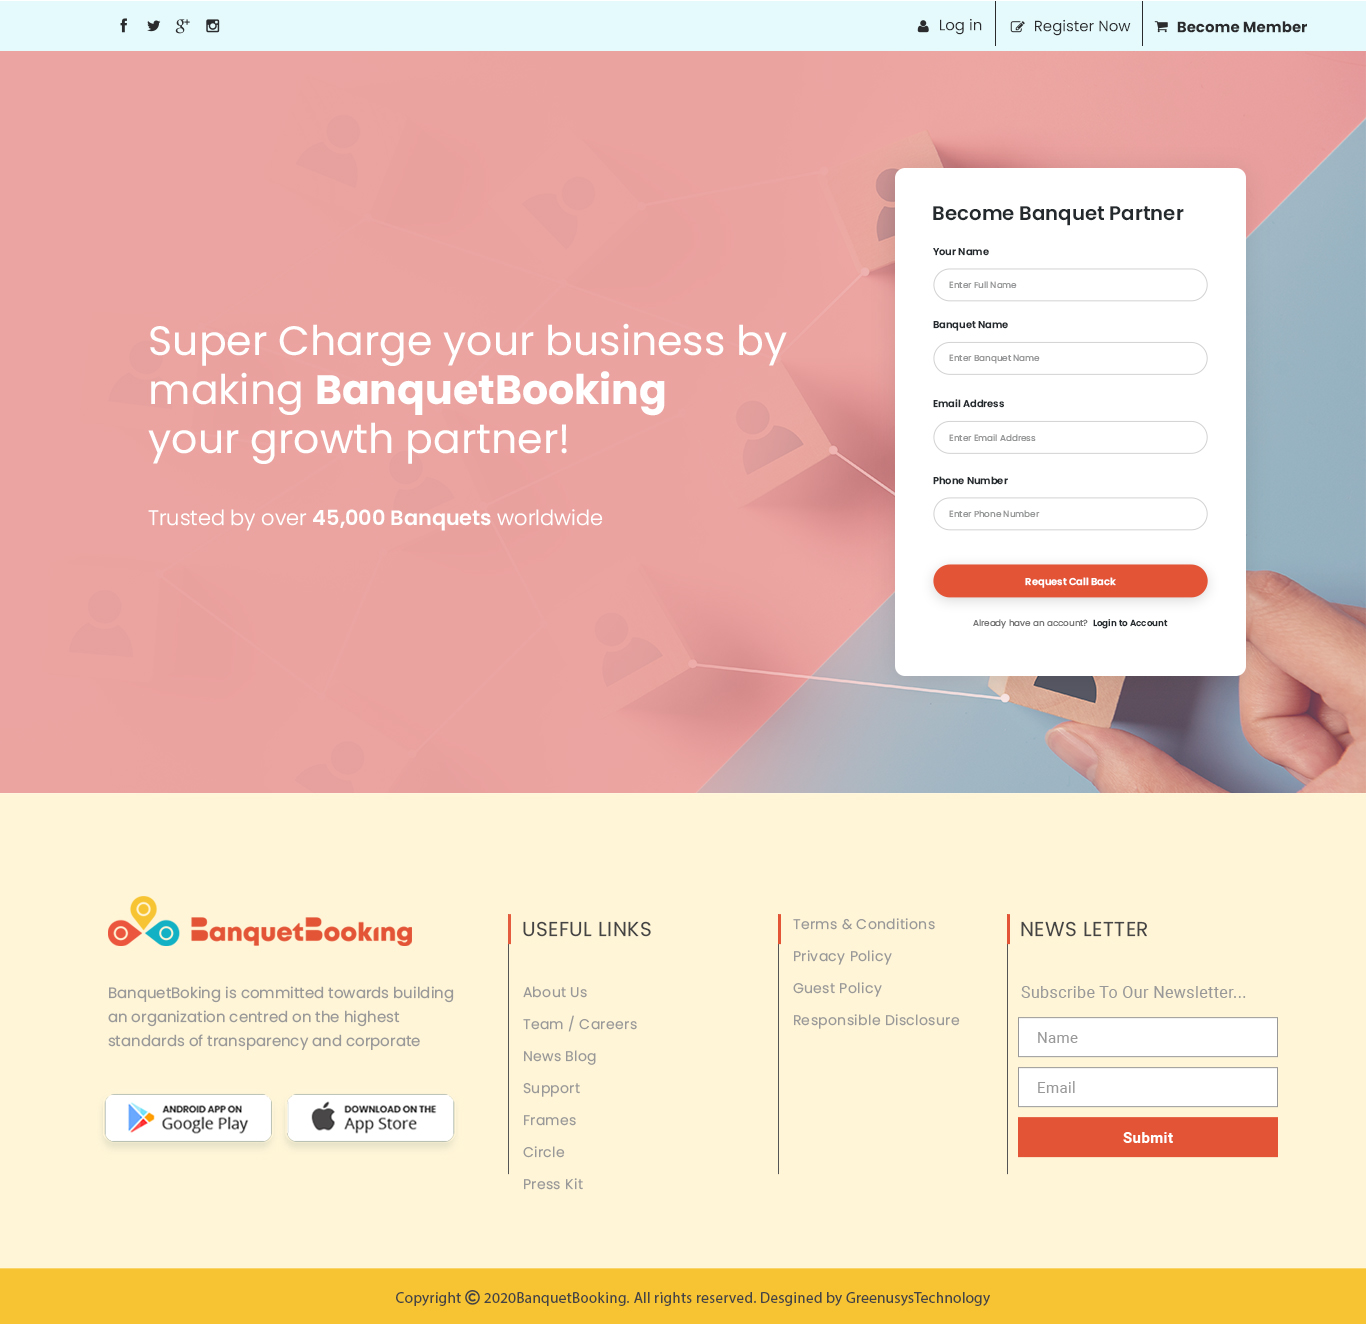 Log in
Register Now
Become Member
Super Charge your business by
making BanquetBooking
your growth partner!
Trusted by over 45,000 Banquets worldwide
Become Banquet Partner
Your Name
Enter Full Name
Banquet Name
Enter Banquet Name
Email Address
Enter Email Address
Phone Number
Enter Phone Number
Request Call Back
Already have an account? Login to Account
BanquetBooking
BanquetBoking is committed towards building
an organization centred on the highest
standards of transparency and corporate
ANDROID APP ON
Google Play
DOWNLOAD ON THE
App Store
USEFUL LINKS
About Us
Team / Careers
News Blog
Support
Frames
Circle
Press Kit
Terms & Conditions
Privacy Policy
Guest Policy
Responsible Disclosure
NEWS LETTER
Subscribe To Our Newsletter...
Name
Email
Submit
Copyright © 2020BanquetBooking. All rights reserved. Desgined by GreenusysTechnology